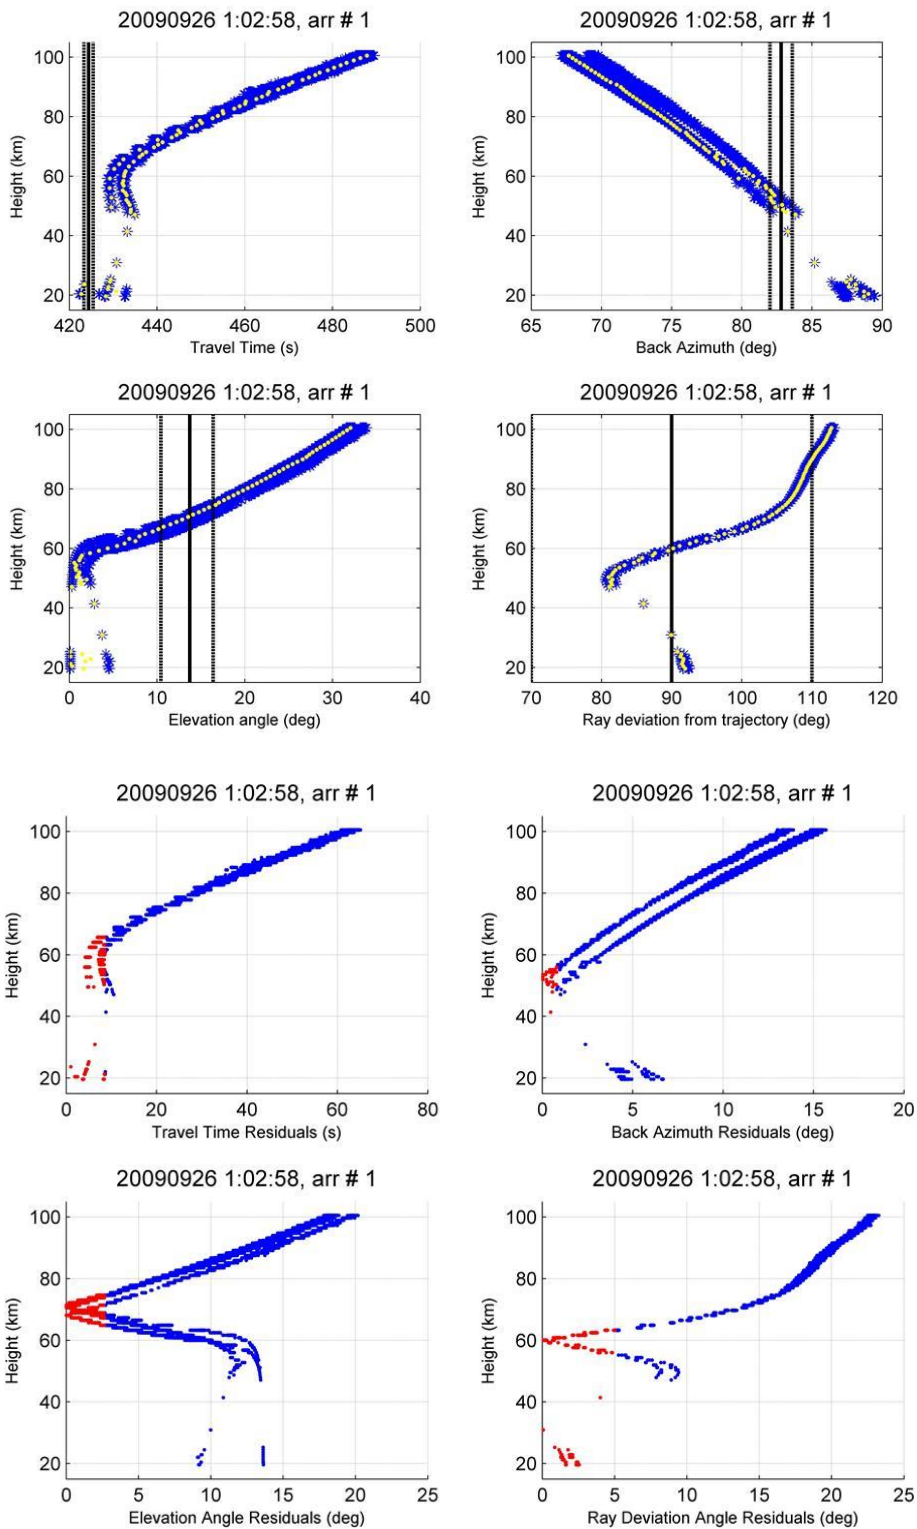 20090926 1:02:58, arr # 1
20090926 1:02:58, arr # 1
Height (km)
100
80
60
40
20
420 440 460 480 500
Travel Time (s)
Height (km)
100
80
60
40
20
65 70 75 80 85 90
Back Azimuth (deg)
20090926 1:02:58, arr # 1
20090926 1:02:58, arr # 1
Height (km)
100
80
60
40
20
0 10 20 30 40
Elevation angle (deg)
Height (km)
100
80
60
40
20
70 80 90 100 110 120
Ray deviation from trajectory (deg)
20090926 1:02:58, arr # 1
20090926 1:02:58, arr # 1
Height (km)
100
80
60
40
20
0 20 40 60 80
Travel Time Residuals (s)
Height (km)
100
80
60
40
20
0 5 10 15 20
Back Azimuth Residuals (deg)
20090926 1:02:58, arr # 1
20090926 1:02:58, arr # 1
Height (km)
100
80
60
40
20
0 5 10 15 20 25
Elevation Angle Residuals (deg)
Height (km)
100
80
60
40
20
0 5 10 15 20 25
Ray Deviation Angle Residuals (deg)